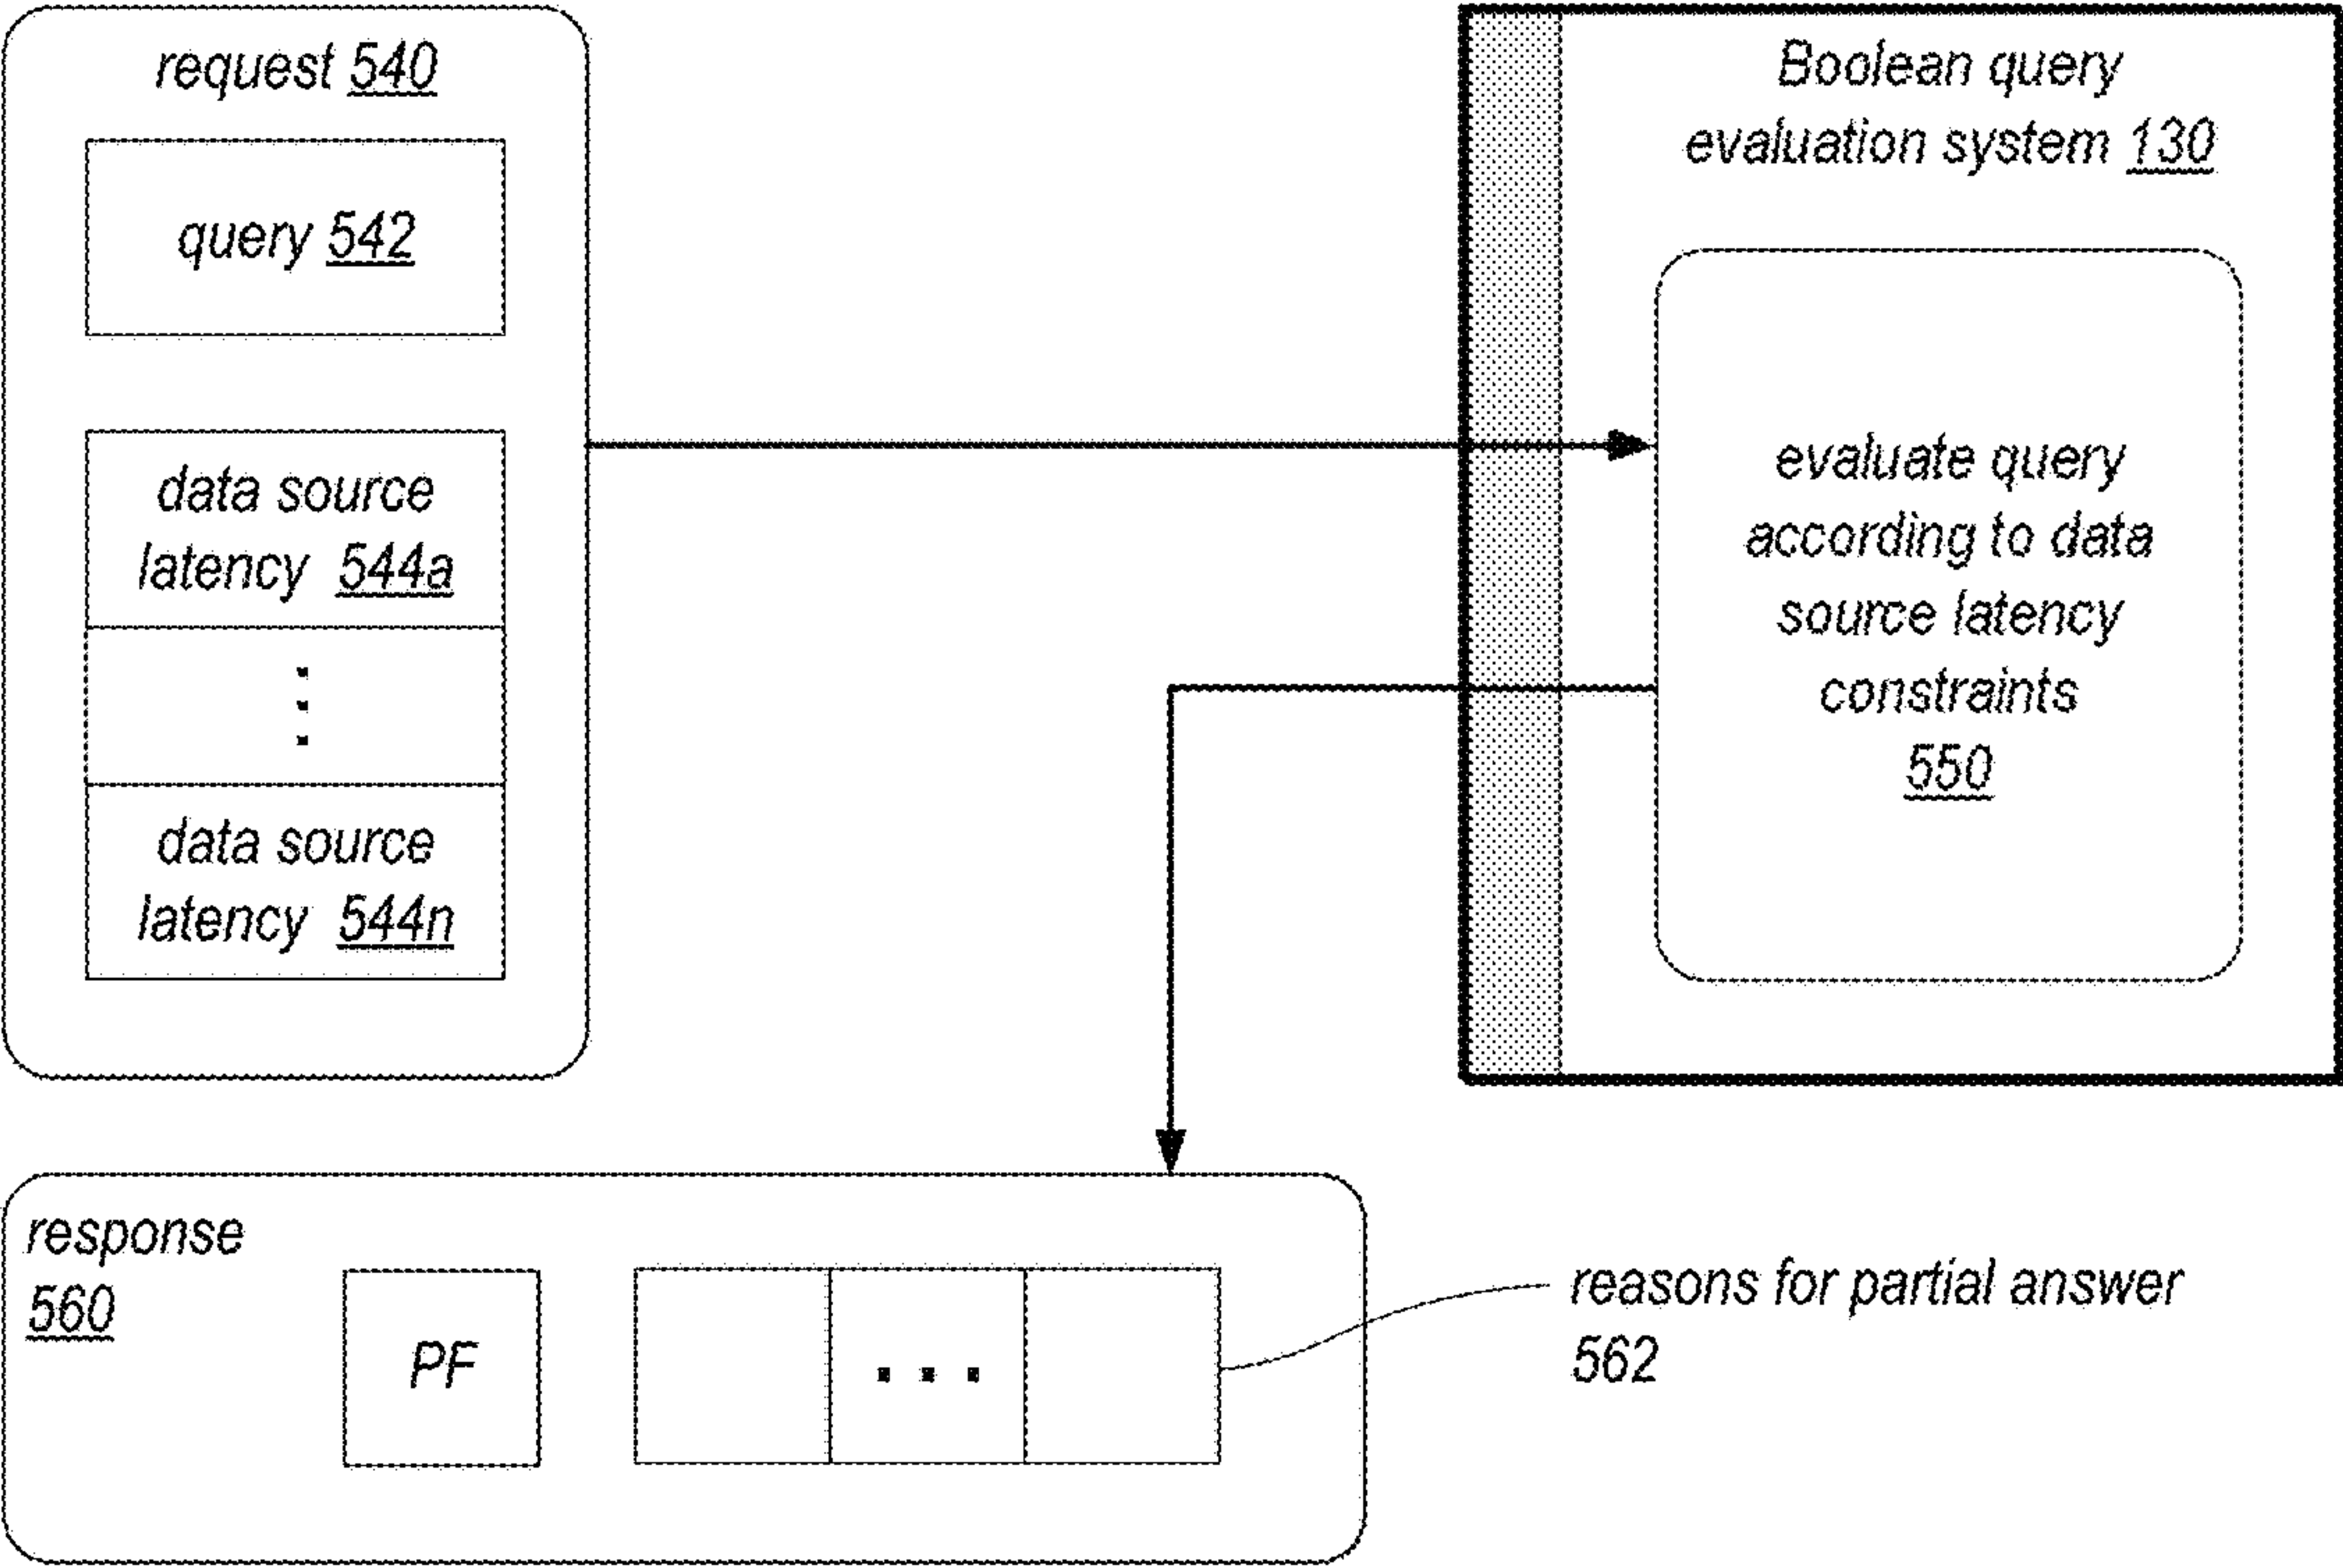 request 540
query 542
data source
latency 544a
data source
latency 544n
Boolean query
evaluation system 130
evaluate query
according to data
source latency
constraints
550
response
560
PF
reasons for partial answer
562